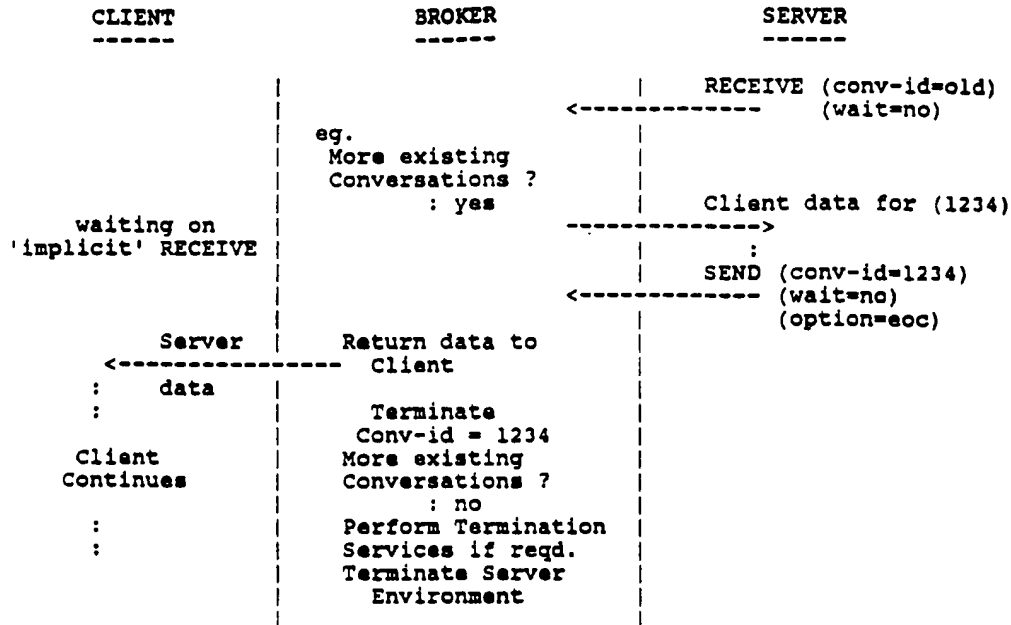 CLIENT BROKER SERVER
------ ------ ------
RECEIVE (conv-id=old)
<------------- (wait=no)
eg.
More existing
Conversations ?
: yes Client data for (1234)
waiting on ------------->
'implicit' RECEIVE :
SEND (conv-id=1234)
<------------- (wait=no)
(option=eoc)
Server Return data to
<---------------- Client
: data
: Terminate
Conv-id = 1234
Client More existing
Continues Conversations ?
: no
: Perform Termination
: Services if reqd.
Terminate Server
Environment